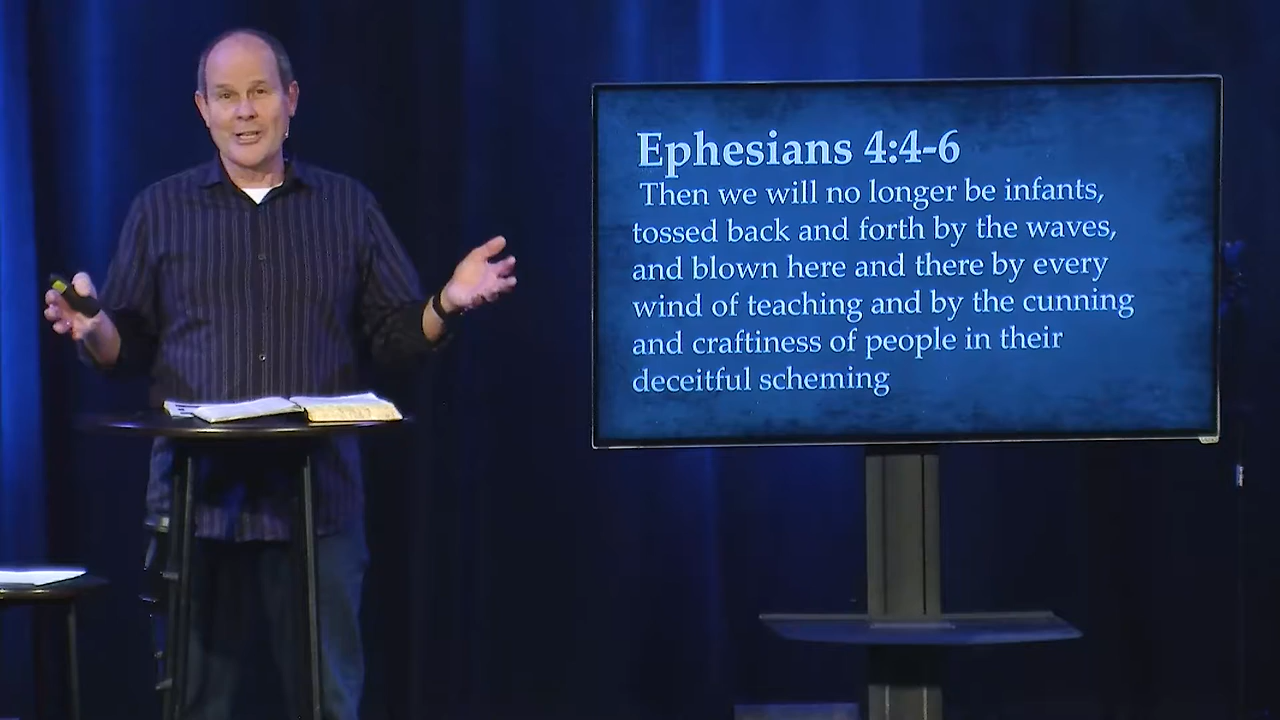 Ephesians 4:4-6
Then we will no longer be infants,
tossed back and forth by the waves,
and blown here and there by every
wind of teaching and by the cunning
and craftiness of people in their
deceitful scheming